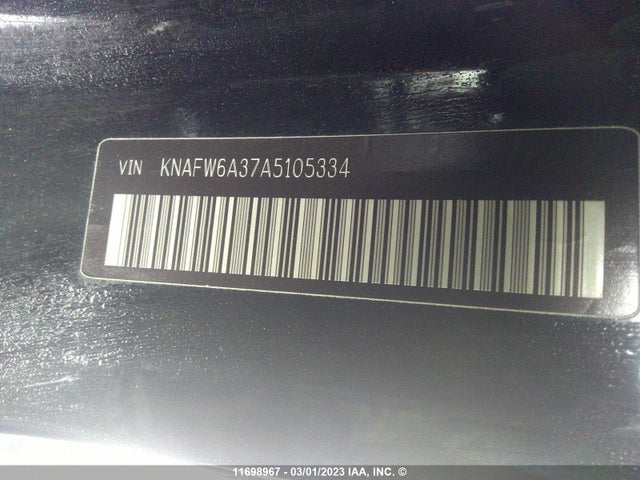 VIN KNAFW6A37A5105334
11698967 - 03/01/2023 IAA, INC. ©